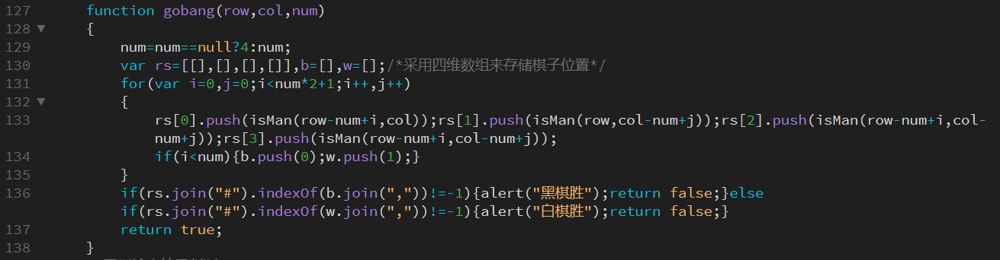 127 function gobang(row,col,num)
128 {
129 num=num==null?4:num;
130 var rs=[[],[],[],[]],b=[],w=[];/*采用四维数组来存储棋子位置*/
131 for(var i=0,j=0;i<num*2+1;i++,j++)
132 {
133 rs[0].push(isMan(row-num+i,col));rs[1].push(isMan(row,col-num+j));rs[2].push(isMan(row-num+i,col-
num+j));rs[3].push(isMan(row-num+i,col-num+j));
134 if(i<num){b.push(0);w.push(1);}
135 }
136 if(rs.join("#").indexOf(b.join(","))!=-1){alert("黑棋胜");return false;}else
if(rs.join("#").indexOf(w.join(","))!=-1){alert("白棋胜");return false;}
137 return true;
138 }